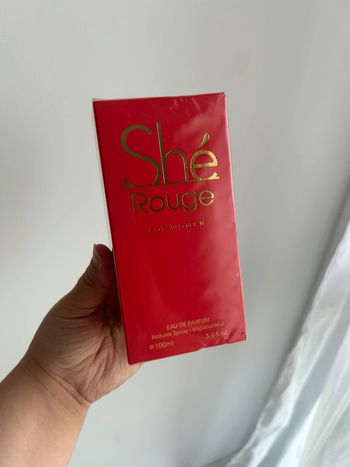 Shé
Rouge
FOR WOMEN
EAU DE PARFUM
Natural Spray - Vaporisateur
℮ 100ml 3.4 fl.oz